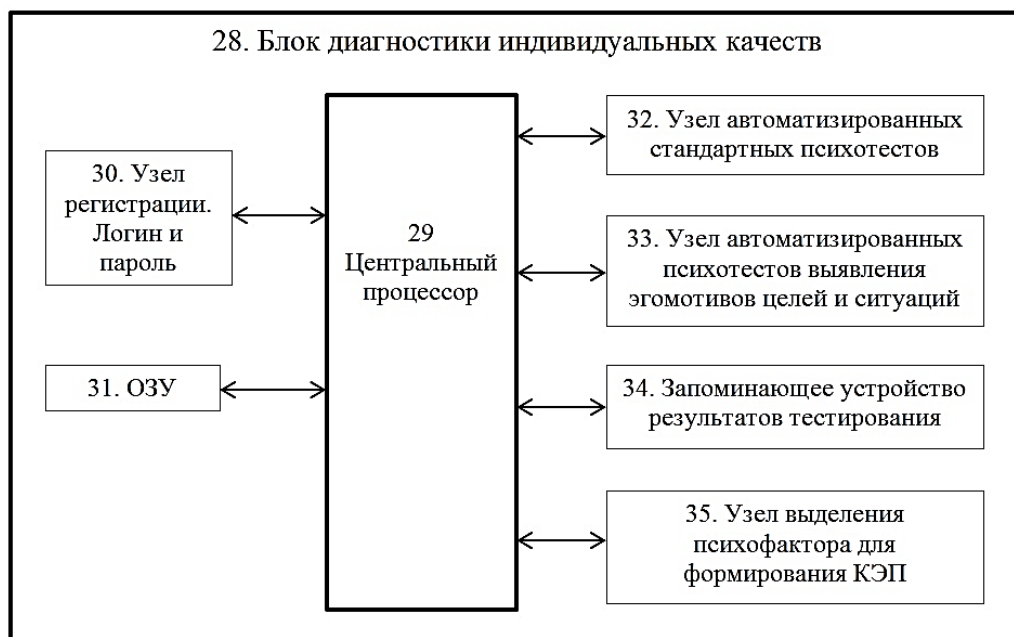 28. Блок диагностики индивидуальных качеств
30. Узел
регистрации.
Логин и
пароль
31. ОЗУ
29
Центральный
процессор
32. Узел автоматизированных
стандартных психотестов
33. Узел автоматизированных
психотестов выявления
эгомотивов целей и ситуаций
34. Запоминающее устройство
результатов тестирования
35. Узел выделения
психофактора для
формирования КЭП